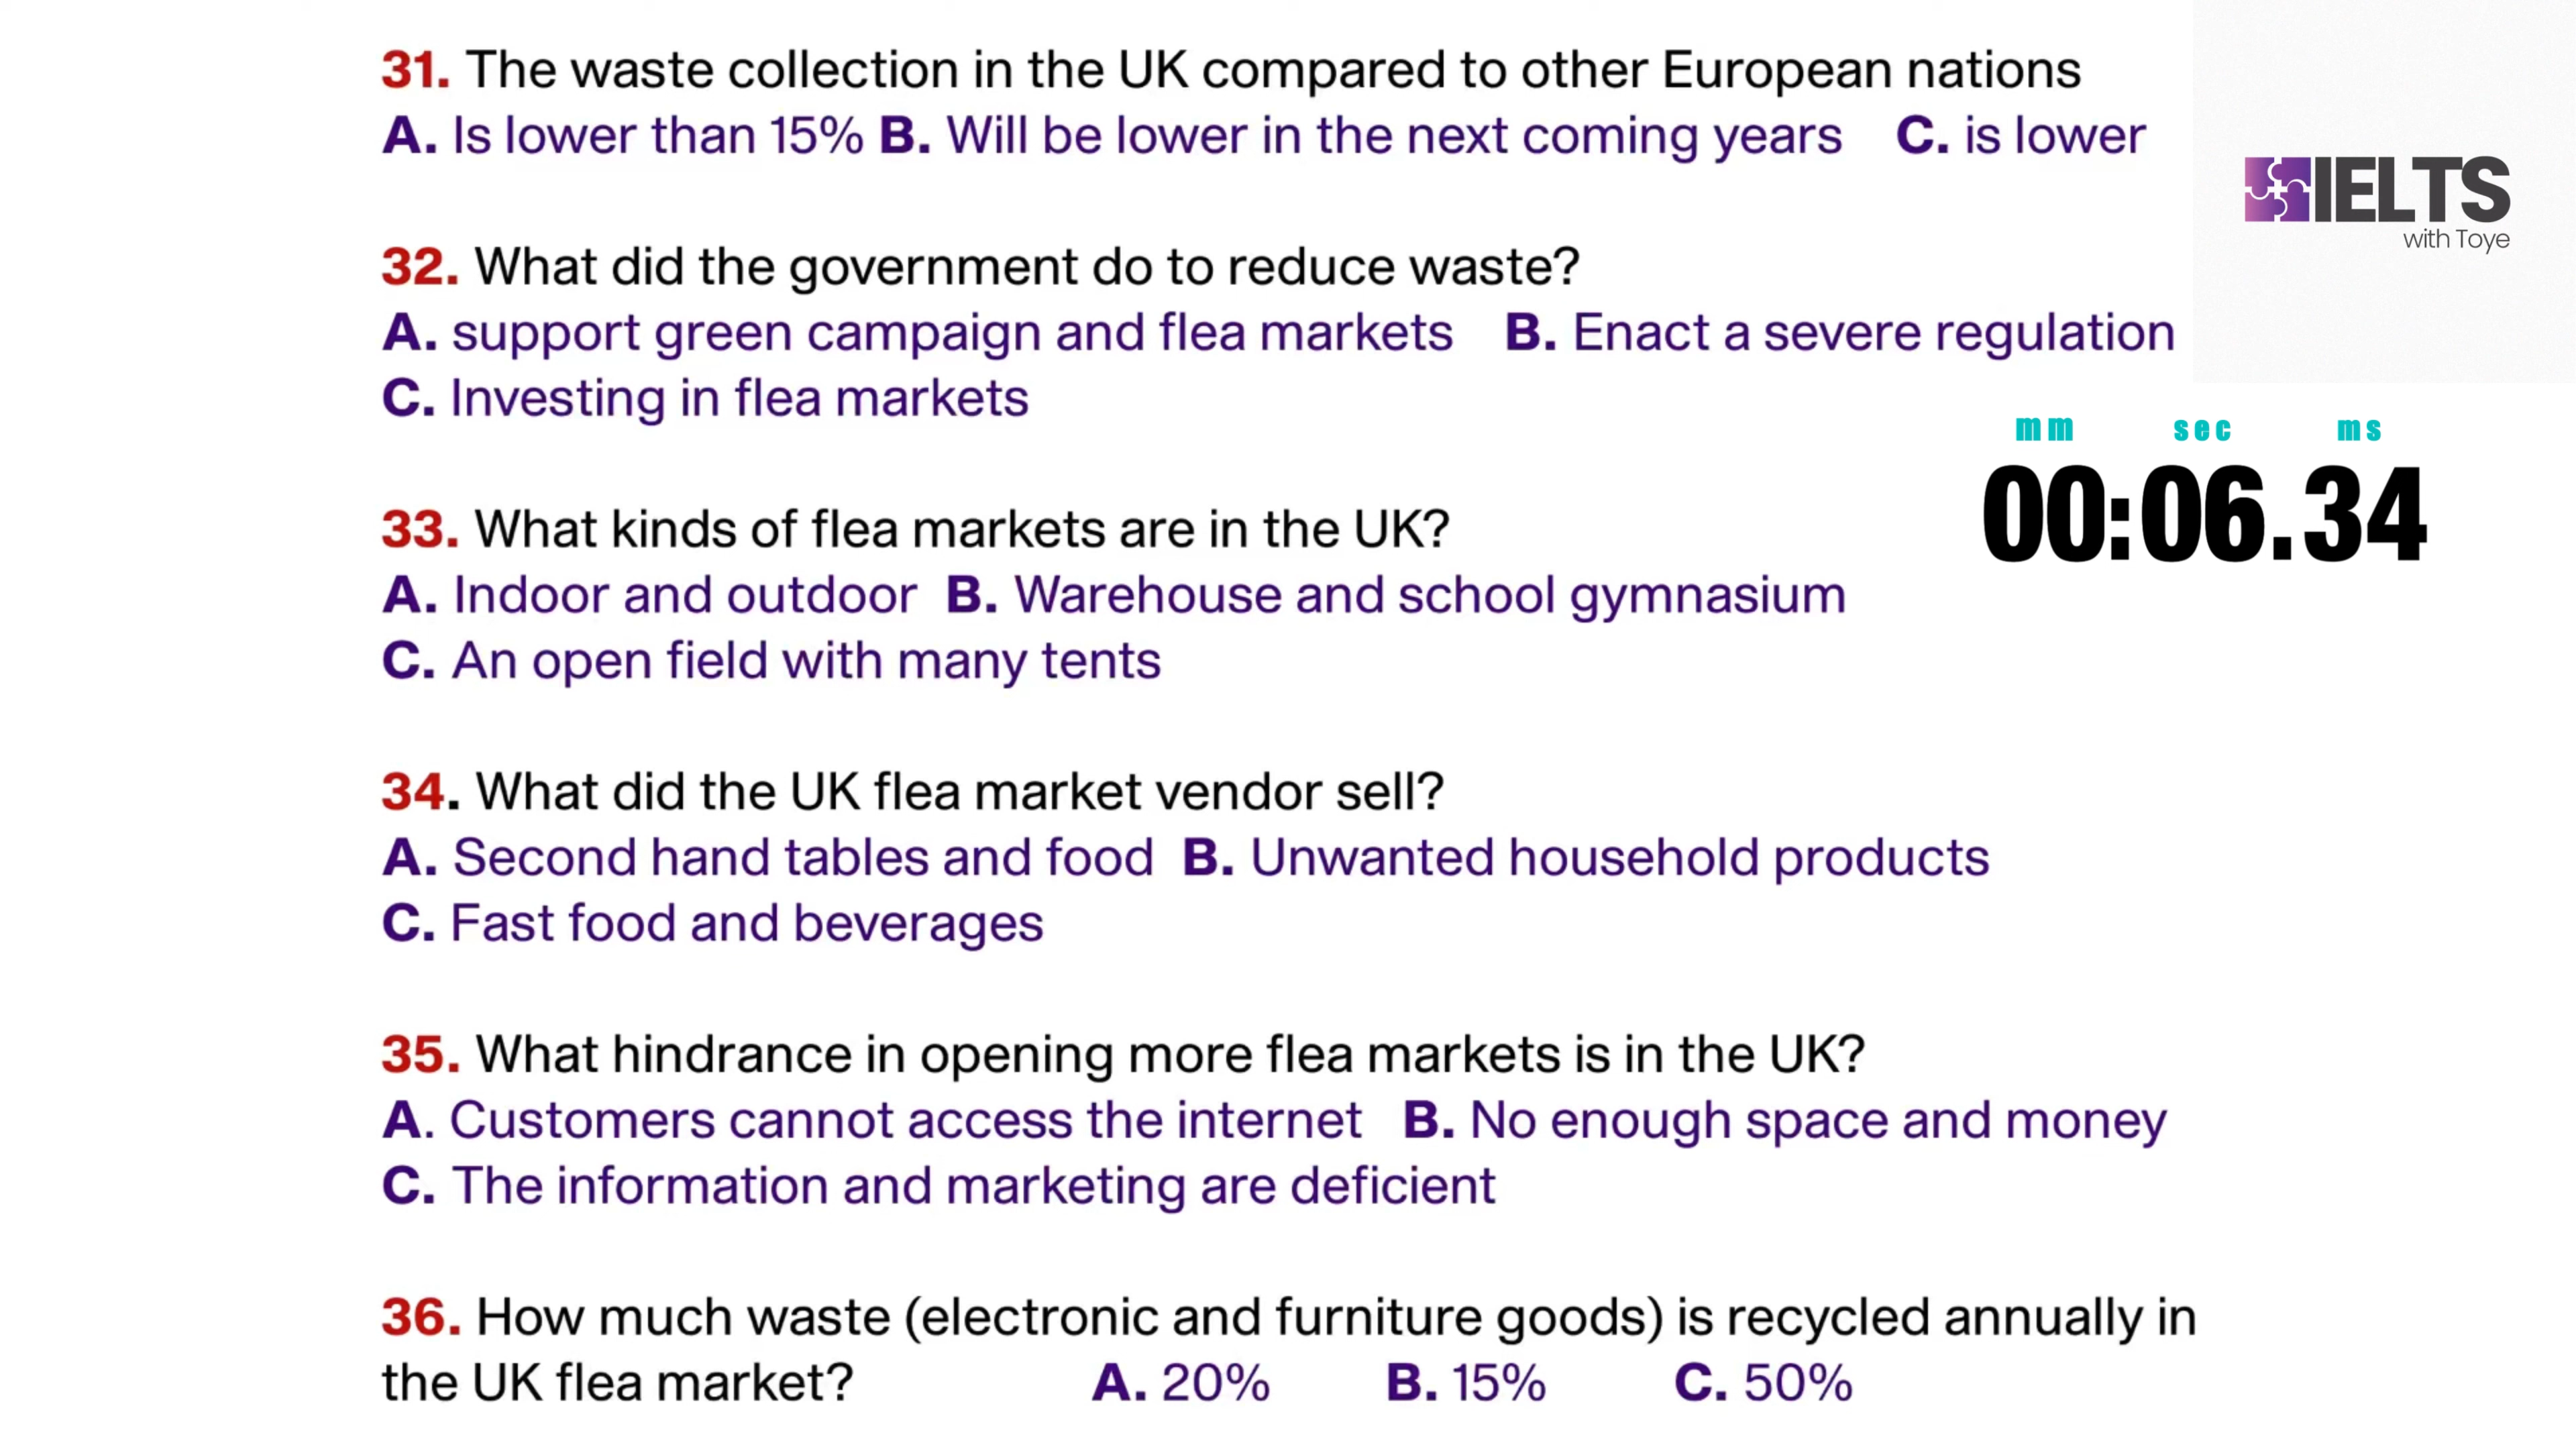 31. The waste collection in the UK compared to other European nations
A. Is lower than 15% B. Will be lower in the next coming years C. is lower
IELTS
with Toye
32. What did the government do to reduce waste?
A. support green campaign and flea markets B. Enact a severe regulation
C. Investing in flea markets
mm sec ms
00:06.34
33. What kinds of flea markets are in the UK?
A. Indoor and outdoor B. Warehouse and school gymnasium
C. An open field with many tents
34. What did the UK flea market vendor sell?
A. Second hand tables and food B. Unwanted household products
C. Fast food and beverages
35. What hindrance in opening more flea markets is in the UK?
A. Customers cannot access the internet B. No enough space and money
C. The information and marketing are deficient
36. How much waste (electronic and furniture goods) is recycled annually in
the UK flea market? A. 20% B. 15% C. 50%